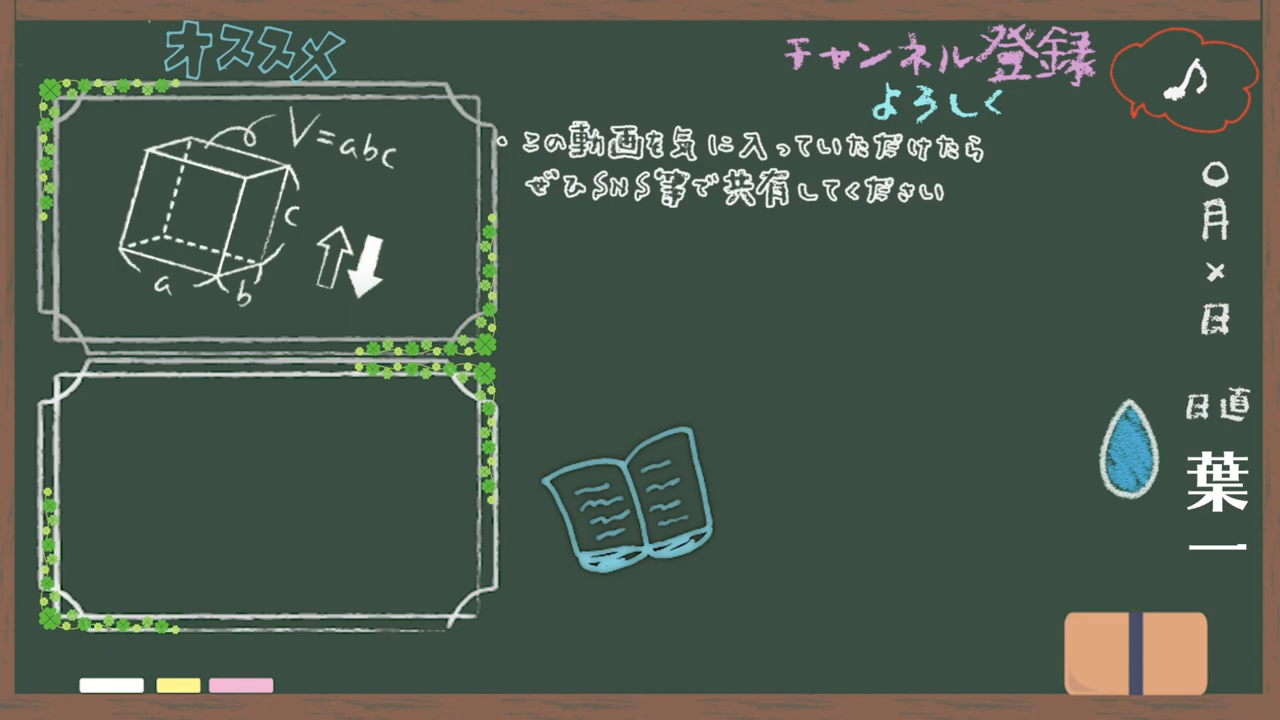 オススメ
チャンネル登録
よろしく
・この動画を気に入っていただけたら
ぜひSNS等で共有してください
V=abc
a
b
c
〇月×日
日直
葉一